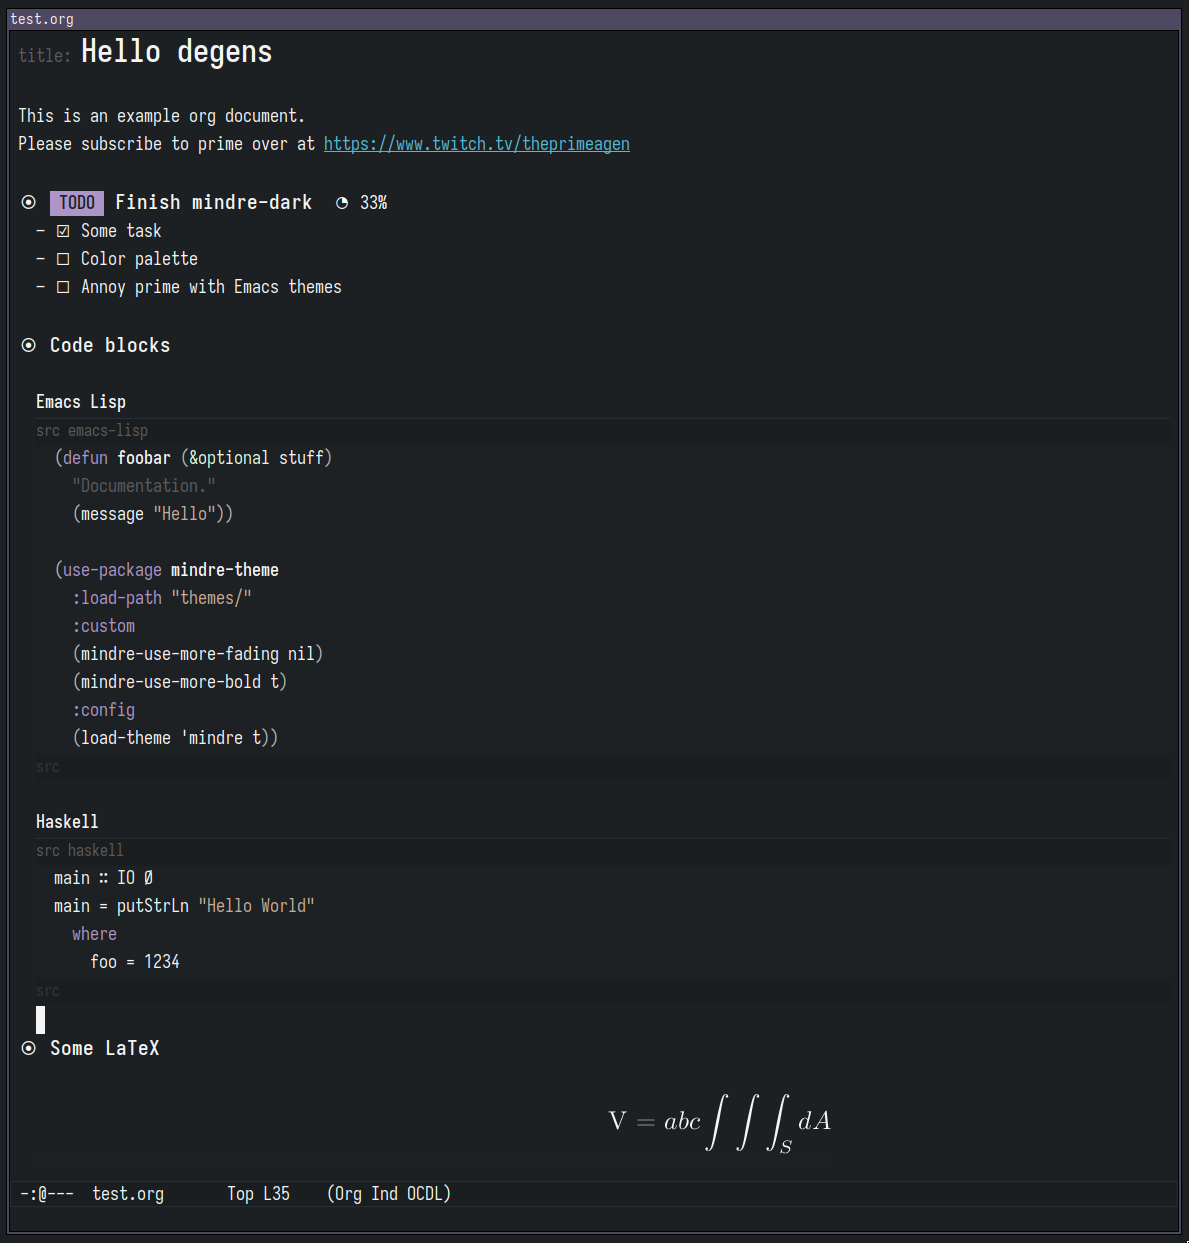 test.org
title: Hello degens
This is an example org document.
Please subscribe to prime over at https://www.twitch.tv/theprimeagen
TODO Finish mindre-dark ◔ 33%
- ☑ Some task
- ☐ Color palette
- ☐ Annoy prime with Emacs themes
Code blocks
Emacs Lisp
src emacs-lisp
(defun foobar (&optional stuff)
"Documentation."
(message "Hello"))
(use-package mindre-theme
:load-path "themes/"
:custom
(mindre-use-more-fading nil)
(mindre-use-more-bold t)
:config
(load-theme 'mindre t))
src
Haskell
src haskell
main ∷ IO Ø
main = putStrLn "Hello World"
where
foo = 1234
src
Some LaTeX
V = abc ∫ ∫ ∫_S dA
-:@--- test.org Top L35 (Org Ind OCDL)